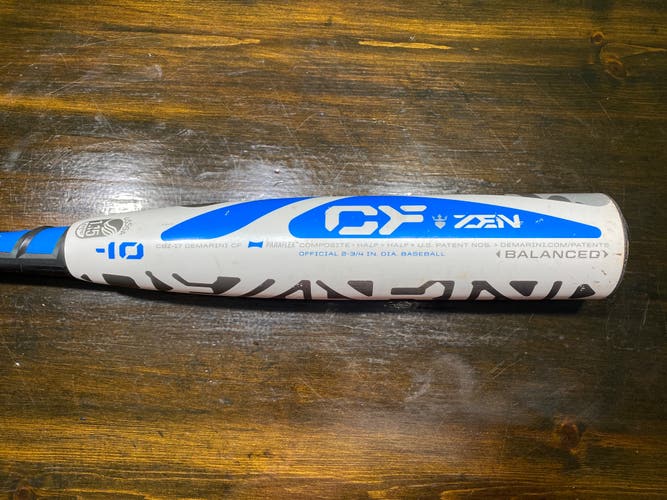 CF ZEN
-10
CBZ-17 DEMARINI CF PARAFLEX COMPOSITE • HALF + HALF • U.S. PATENT NOS. > DEMARINI.COM/PATENTS
OFFICIAL 2-3/4 IN. DIA. BASEBALL
BALANCED